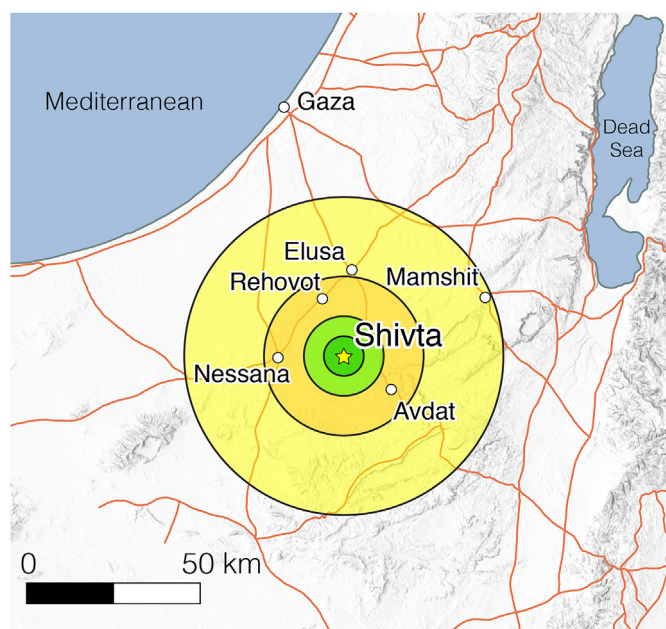 Gaza
Mediterranean
Dead
Sea
Elusa
Rehovot
Mamshit
Shivta
Nessana
Avdat
0 50 km